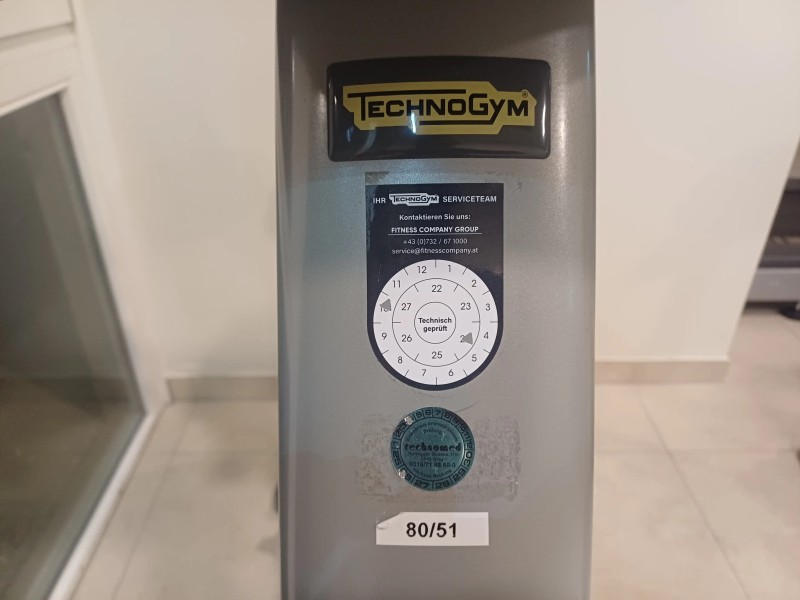 TECHNOGYM®
IHR TECHNOGYM SERVICETEAM
Kontaktieren Sie uns:
FITNESS COMPANY GROUP
+43 (0)732 / 67 1000
service@fitnesscompany.at
12 1 2 3 4 5 6 7 8 9 11
22 23 25 26 27
Technisch
geprüft
technomed
80/51